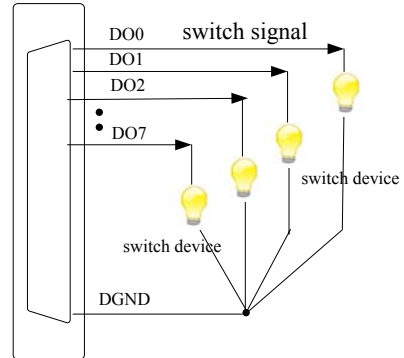 DO0
switch signal
DO1
DO2
DO7
switch device
switch device
DGND